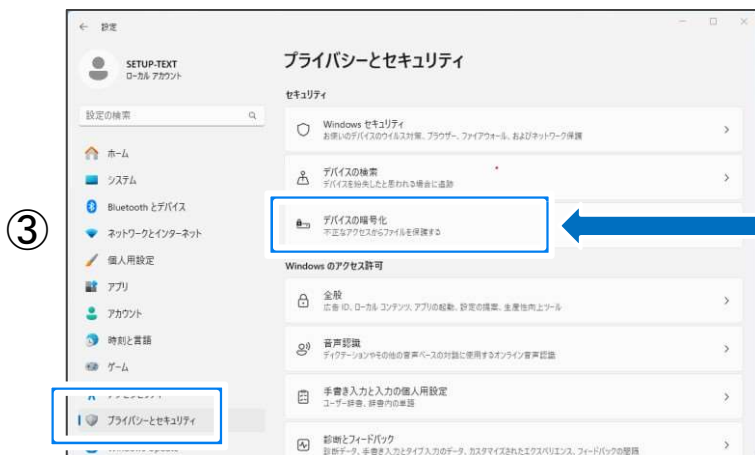 ← 設定
SETUP-TEXT
ローカル アカウント
設定の検索
ホーム
システム
Bluetooth とデバイス
③
ネットワークとインターネット
個人用設定
アプリ
アカウント
時刻と言語
ゲーム
プライバシーとセキュリティ
Windows Update
プライバシーとセキュリティ
セキュリティ
Windows セキュリティ
お使いのデバイスのウイルス対策、ブラウザー、ファイアウォール、およびネットワーク保護
デバイスの検索
デバイスを紛失したと思われる場合に追跡
デバイスの暗号化
不正なアクセスからファイルを保護する
Windows のアクセス許可
全般
広告 ID、ローカル コンテンツ、アプリの起動、設定の提案、生産性向上ツール
音声認識
ディクテーションやその他の音声ベースの対話に使用するオンライン音声認識
手書き入力と入力の個人用設定
ユーザー辞書、辞書内の単語
診断とフィードバック
診断データ、手書き入力とタイプ入力のデータ、カスタマイズされたエクスペリエンス、フィードバックの間隔